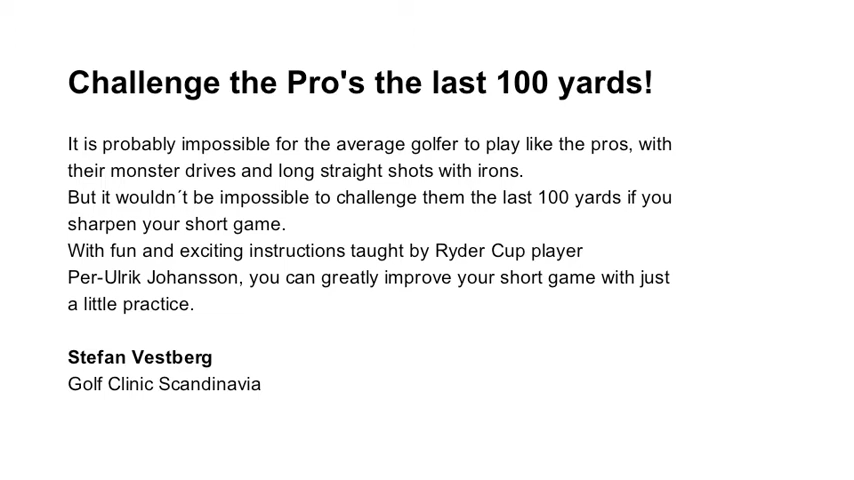 Challenge the Pro's the last 100 yards!
It is probably impossible for the average golfer to play like the pros, with
their monster drives and long straight shots with irons.
But it wouldn´t be impossible to challenge them the last 100 yards if you
sharpen your short game.
With fun and exciting instructions taught by Ryder Cup player
Per-Ulrik Johansson, you can greatly improve your short game with just
a little practice.
Stefan Vestberg
Golf Clinic Scandinavia